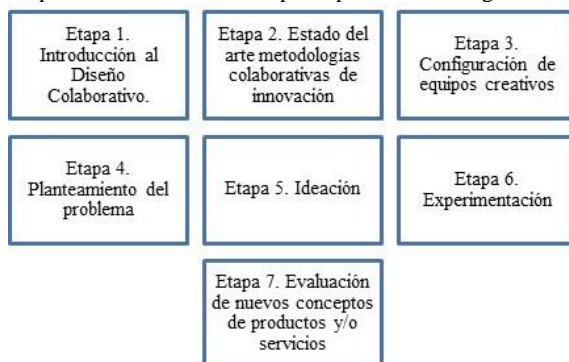 Etapa 1.
Introducción al
Diseño
Colaborativo.
Etapa 2. Estado del
arte metodologías
colaborativas de
innovación
Etapa 3.
Configuración de
equipos creativos
Etapa 4.
Planteamiento del
problema
Etapa 5. Ideación
Etapa 6.
Experimentación
Etapa 7. Evaluación
de nuevos conceptos
de productos y/o
servicios